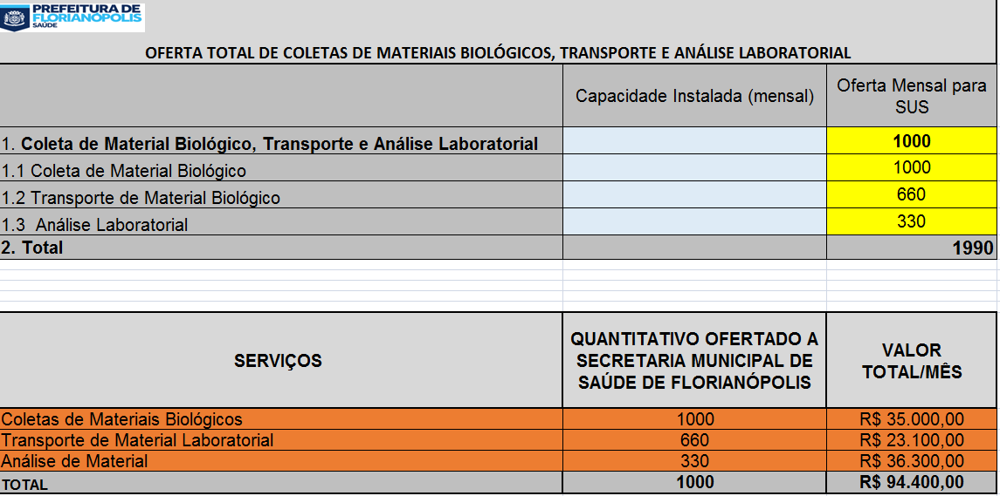 PREFEITURA DE
FLORIANÓPOLIS
SAÚDE
OFERTA TOTAL DE COLETAS DE MATERIAIS BIOLÓGICOS, TRANSPORTE E ANÁLISE LABORATORIAL
Capacidade Instalada (mensal)
Oferta Mensal para
SUS
1. Coleta de Material Biológico, Transporte e Análise Laboratorial 1000
1.1 Coleta de Material Biológico 1000
1.2 Transporte de Material Biológico 660
1.3 Análise Laboratorial 330
2. Total 1990
SERVIÇOS
QUANTITATIVO OFERTADO A
SECRETARIA MUNICIPAL DE
SAÚDE DE FLORIANÓPOLIS
VALOR
TOTAL/MÊS
Coletas de Materiais Biológicos 1000 R$ 35.000,00
Transporte de Material Laboratorial 660 R$ 23.100,00
Análise de Material 330 R$ 36.300,00
TOTAL 1000 R$ 94.400,00